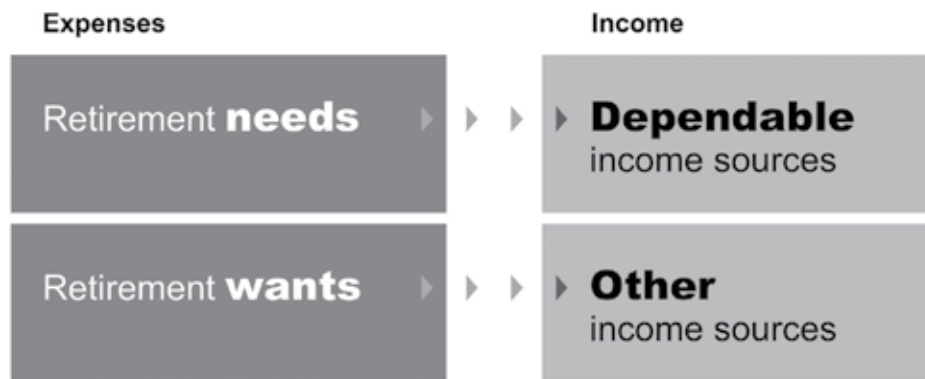 Expenses
Income
Retirement needs
Dependable
income sources
Retirement wants
Other
income sources